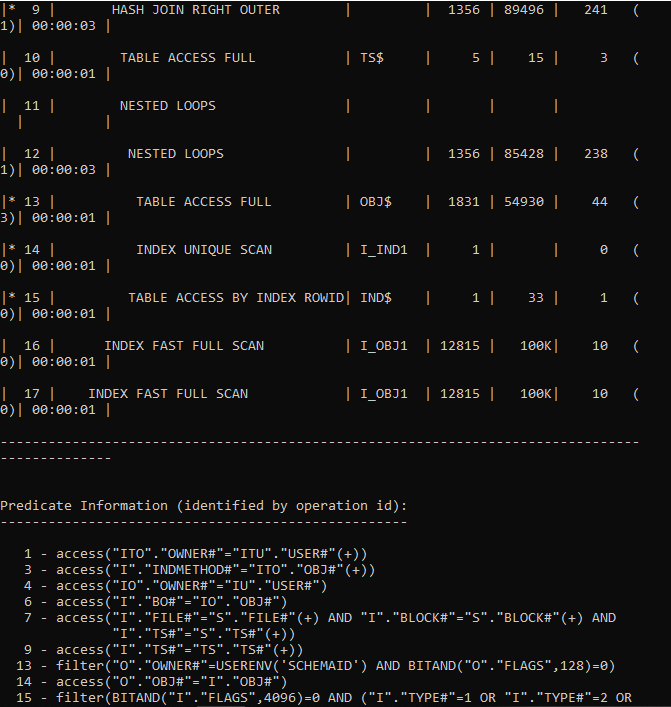 |*  9 |       HASH JOIN RIGHT OUTER        |         |  1356 | 89496 |   241   (
1)| 00:00:03 |
|  10 |        TABLE ACCESS FULL           | TS$     |     5 |    15 |     3   (
0)| 00:00:01 |
|  11 |        NESTED LOOPS                |         |       |       |
  |          |
|  12 |         NESTED LOOPS               |         |  1356 | 85428 |   238   (
1)| 00:00:03 |
|* 13 |          TABLE ACCESS FULL         | OBJ$    |  1831 | 54930 |    44   (
3)| 00:00:01 |
|* 14 |          INDEX UNIQUE SCAN         | I_IND1  |     1 |       |     0   (
0)| 00:00:01 |
|* 15 |         TABLE ACCESS BY INDEX ROWID| IND$    |     1 |    33 |     1   (
0)| 00:00:01 |
|  16 |      INDEX FAST FULL SCAN          | I_OBJ1  | 12815 |   100K|    10   (
0)| 00:00:01 |
|  17 |    INDEX FAST FULL SCAN            | I_OBJ1  | 12815 |   100K|    10   (
0)| 00:00:01 |
--------------------------------------------------------------------------------
--------------
Predicate Information (identified by operation id):
---------------------------------------------------
   1 - access("ITO"."OWNER#"="ITU"."USER#"(+))
   3 - access("I"."INDMETHOD#"="ITO"."OBJ#"(+))
   4 - access("IO"."OWNER#"="IU"."USER#")
   6 - access("I"."BO#"="IO"."OBJ#")
   7 - access("I"."FILE#"="S"."FILE#"(+) AND "I"."BLOCK#"="S"."BLOCK#"(+) AND
              "I"."TS#"="S"."TS#"(+))
   9 - access("I"."TS#"="TS"."TS#"(+))
  13 - filter("O"."OWNER#"=USERENV('SCHEMAID') AND BITAND("O"."FLAGS",128)=0)
  14 - access("O"."OBJ#"="I"."OBJ#")
  15 - filter(BITAND("I"."FLAGS",4096)=0 AND ("I"."TYPE#"=1 OR "I"."TYPE#"=2 OR